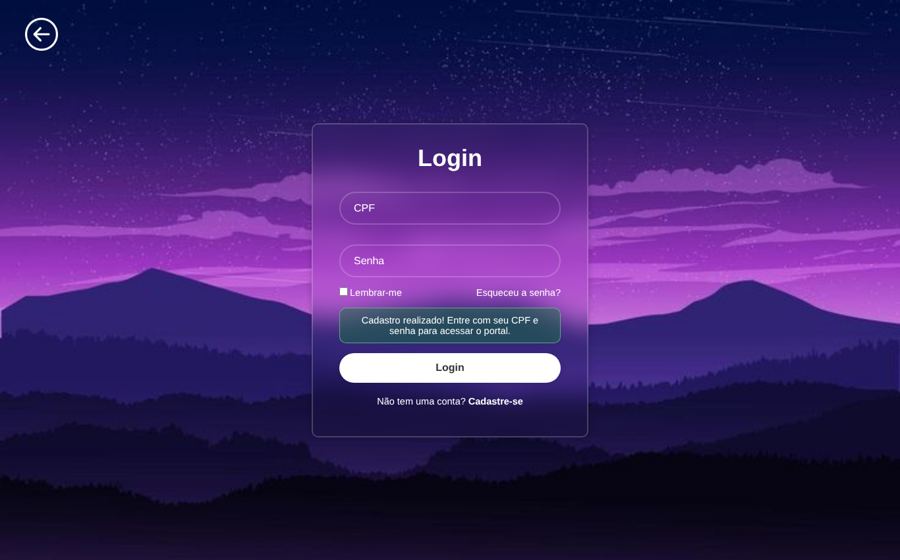 Login
CPF
Senha
Lembrar-me
Esqueceu a senha?
Cadastro realizado! Entre com seu CPF e
senha para acessar o portal.
Login
Não tem uma conta? Cadastre-se